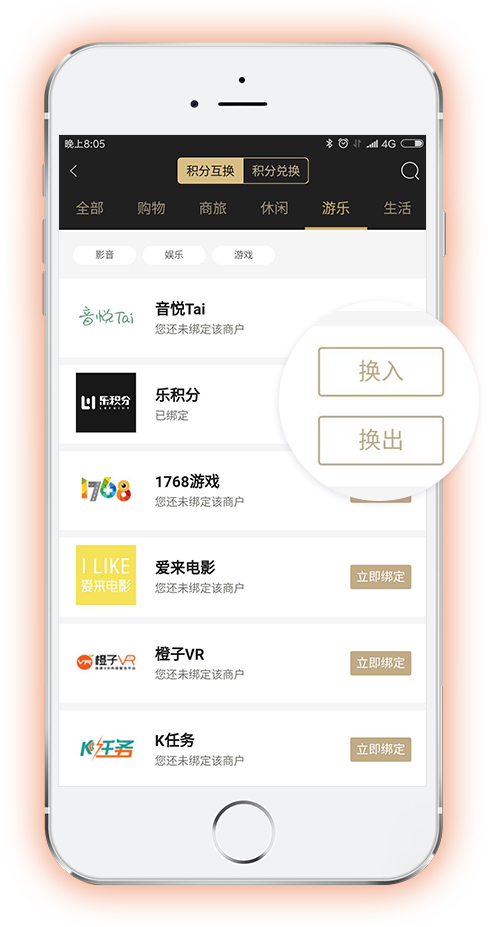 晚上8:05
4G
积分互换 积分兑换
全部 购物 商旅 休闲 游乐 生活
影音 娱乐 游戏
音悦Tai
音悦Tai
您还未绑定该商户
乐积分
LEPOINT
乐积分
已绑定
换入
换出
1768
1768游戏
您还未绑定该商户
I LIKE
爱来电影
爱来电影
您还未绑定该商户
立即绑定
VR 橙子VR
橙子VR
您还未绑定该商户
立即绑定
K任务
K任务
您还未绑定该商户
立即绑定